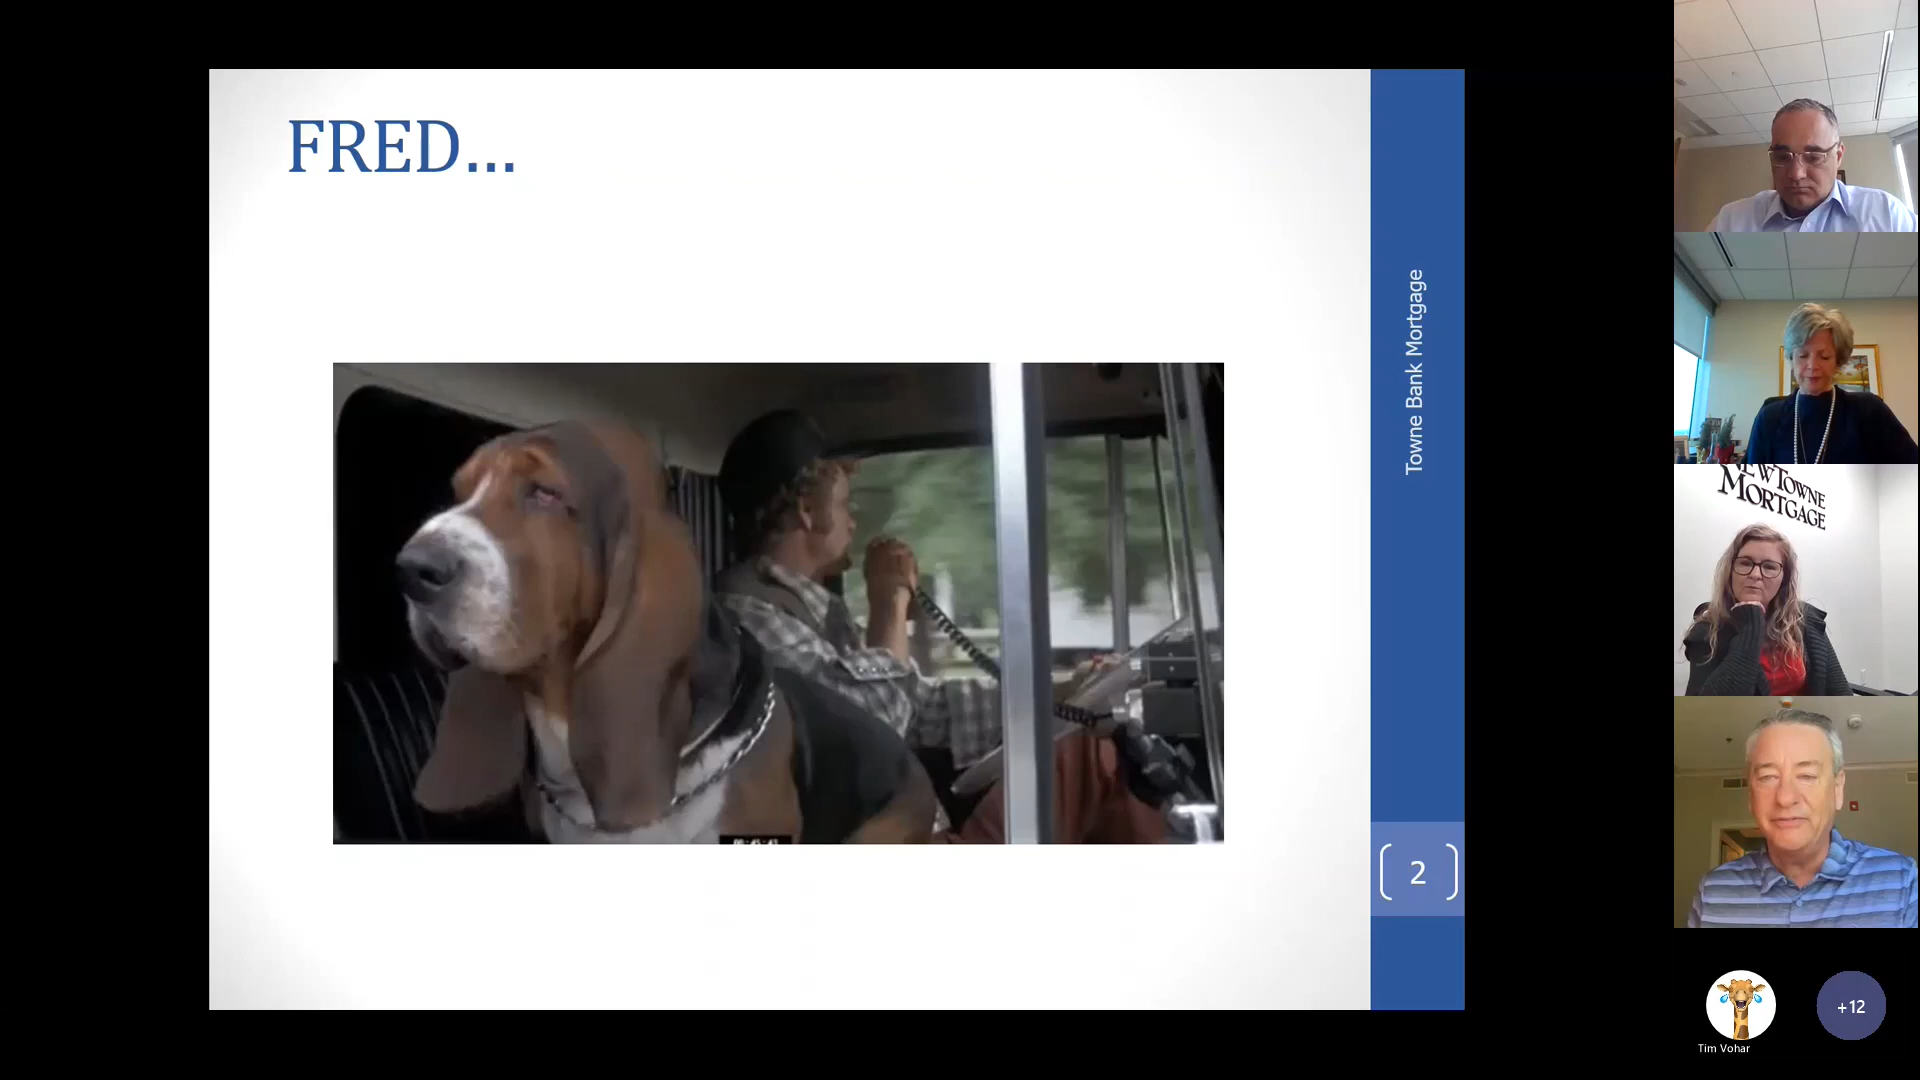 FRED...
Towne Bank Mortgage
2
NEWTOWNE
MORTGAGE
Tim Vohar
+12